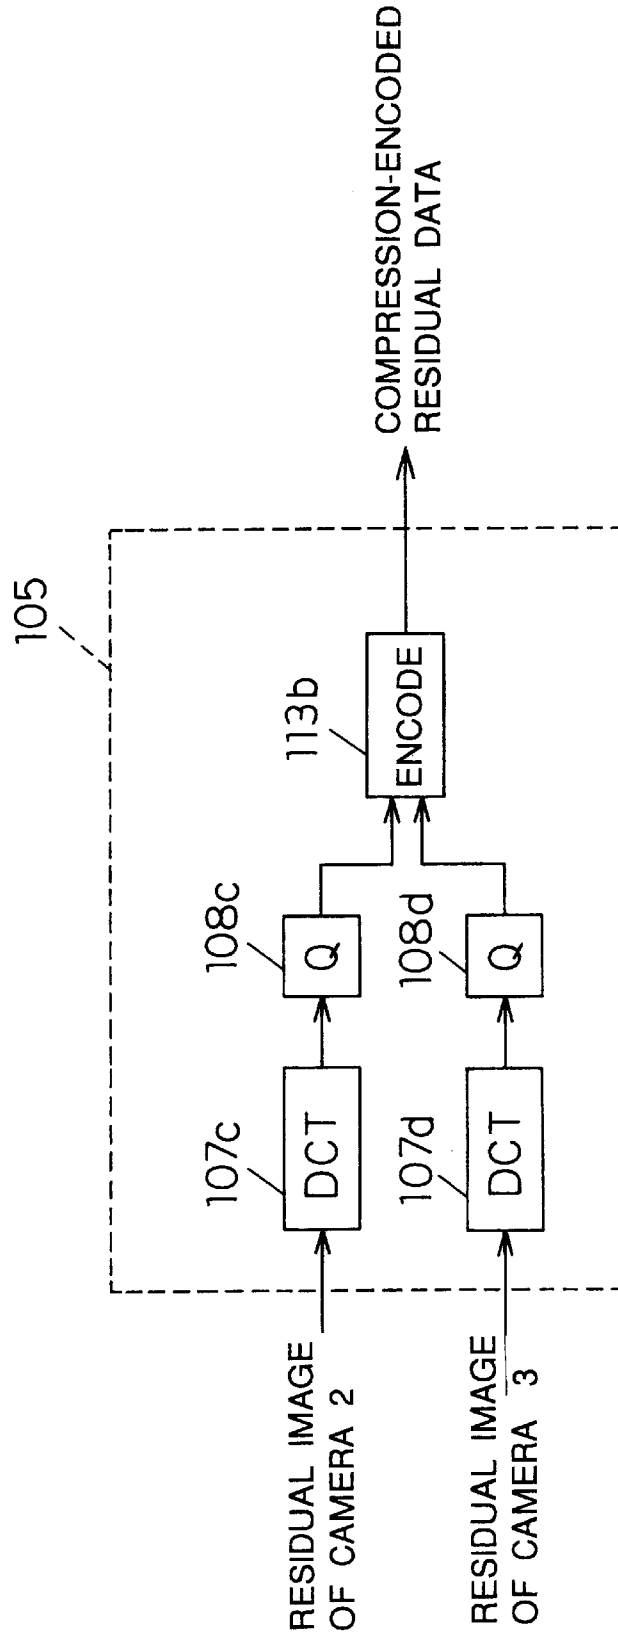 105
RESIDUAL IMAGE
OF CAMERA 2
107c
DCT
108c
Q
113b
ENCODE
COMPRESSION-ENCODED
RESIDUAL DATA
RESIDUAL IMAGE
OF CAMERA 3
107d
DCT
108d
Q